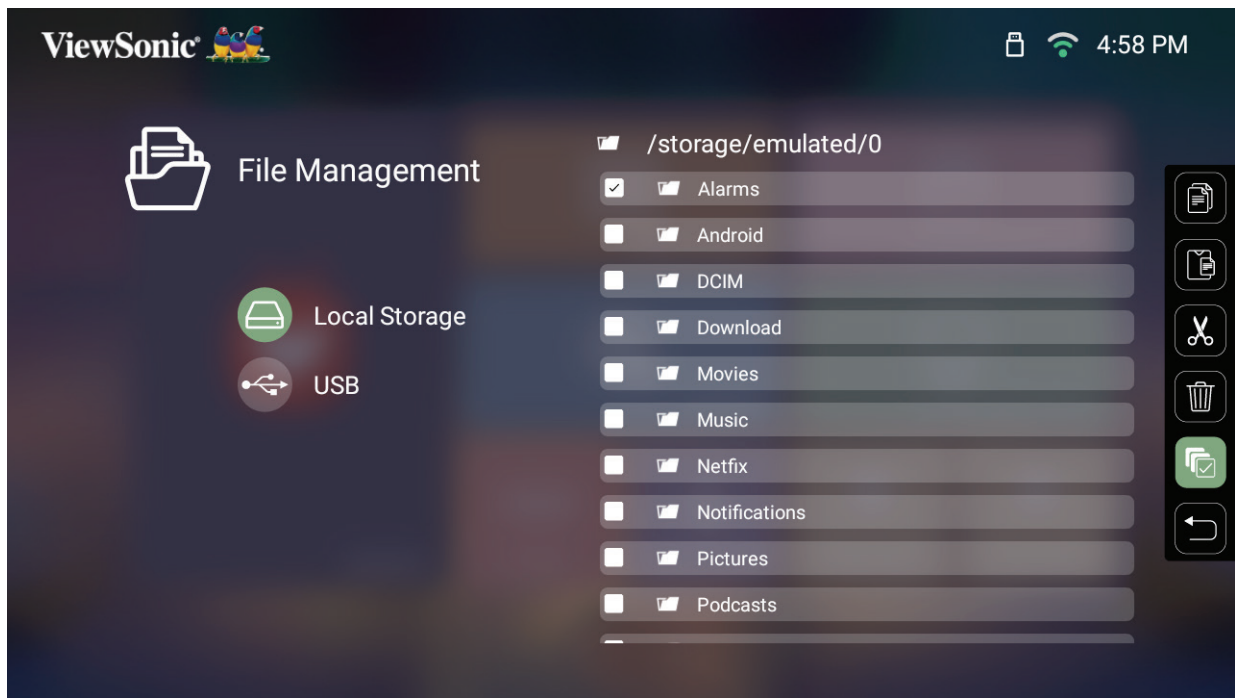 ViewSonic®
4:58 PM
File Management
Local Storage
USB
/storage/emulated/0
Alarms
Android
DCIM
Download
Movies
Music
Netfix
Notifications
Pictures
Podcasts